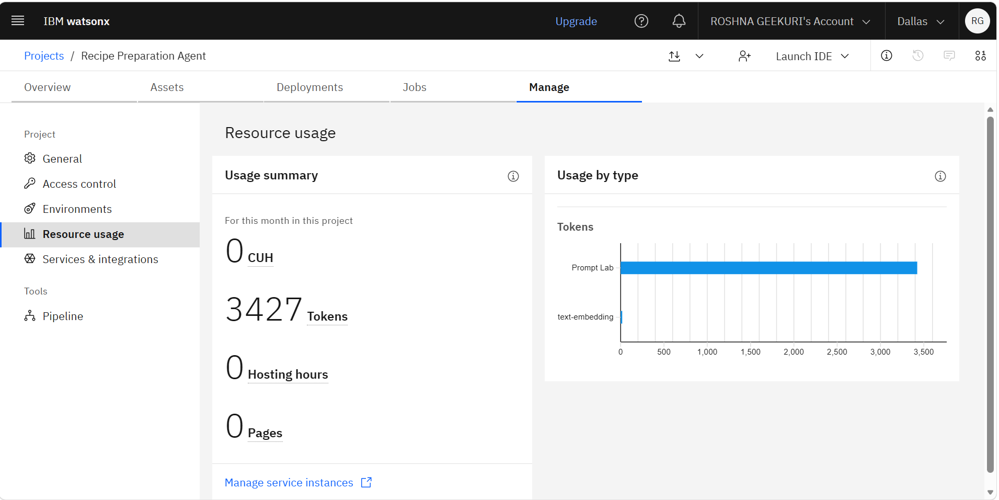 IBM watsonx
Upgrade
ROSHNA GEEKURI's Account
Dallas
RG
Projects / Recipe Preparation Agent
Launch IDE
Overview
Assets
Deployments
Jobs
Manage
Project
General
Access control
Environments
Resource usage
Services & integrations
Tools
Pipeline
Resource usage
Usage summary
For this month in this project
0 CUH
3427 Tokens
0 Hosting hours
0 Pages
Manage service instances
Usage by type
Tokens
Prompt Lab
text-embedding
0 500 1,000 1,500 2,000 2,500 3,000 3,500